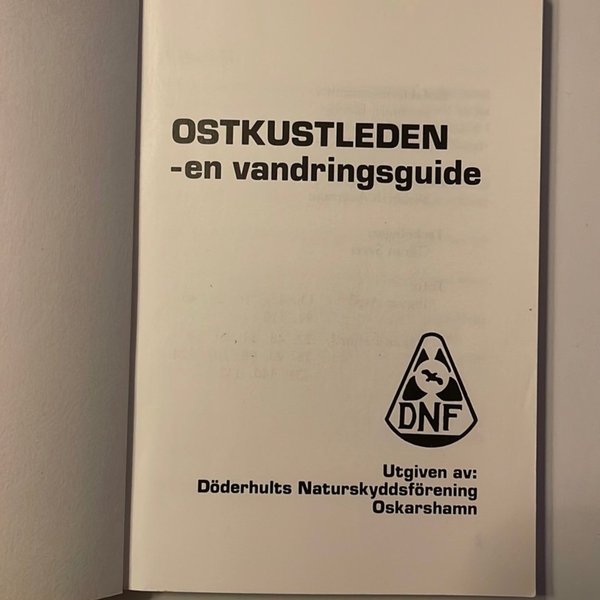 OSTKUSTLEDEN
-en vandringsguide
DNF
Utgiven av:
Döderhults Naturskyddsförening
Oskarshamn